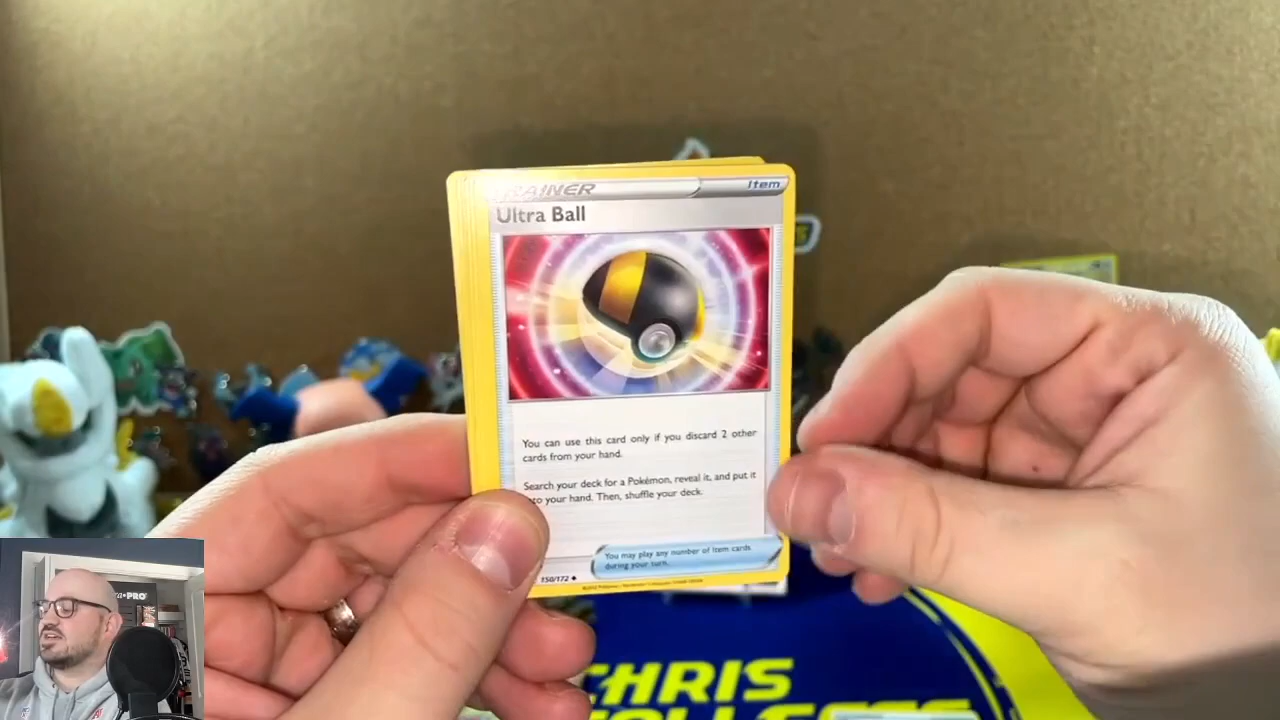 TRAINER Item
Ultra Ball
You can use this card only if you discard 2 other
cards from your hand.
Search your deck for a Pokémon, reveal it, and put it
to your hand. Then, shuffle your deck.
You may play any number of Item cards
during your turn.
150/172
PRO
CHRIS